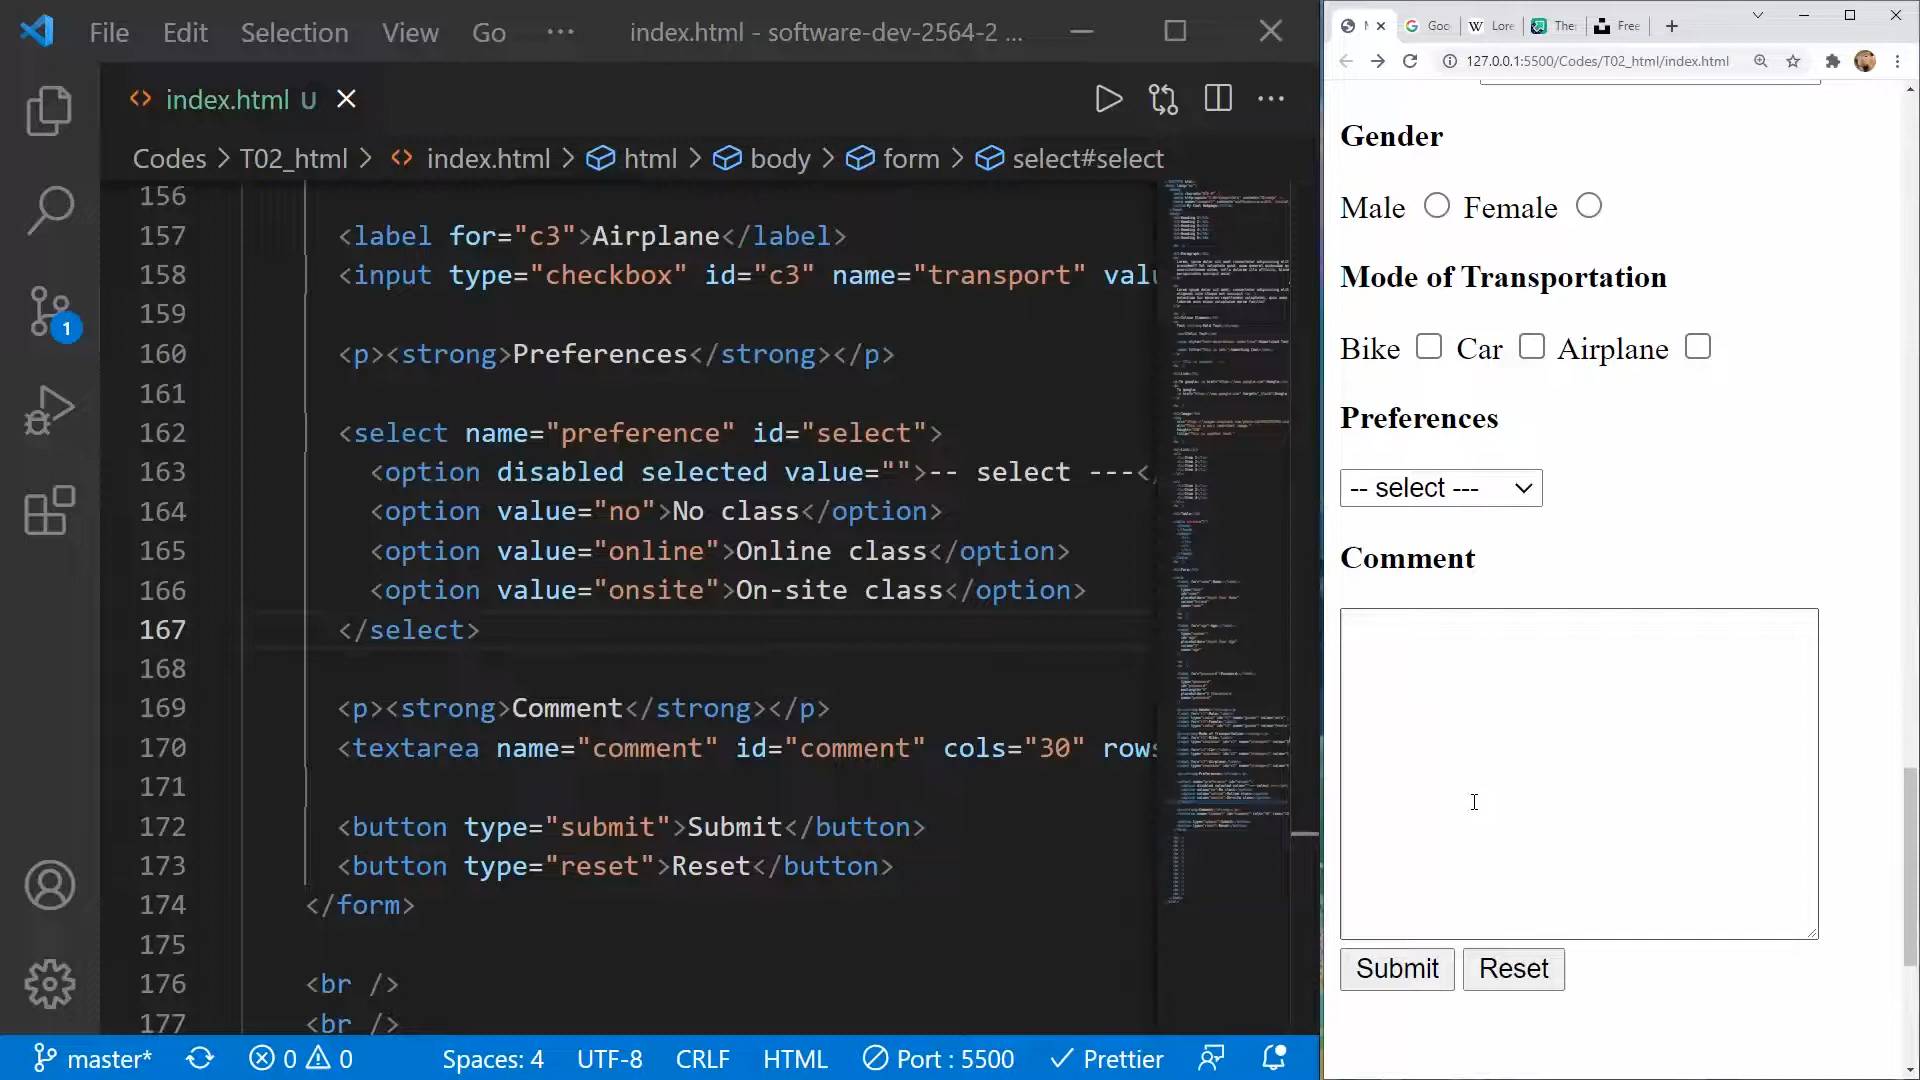 File Edit Selection View Go ··· index.html - software-dev-2564-2 ...
index.html U
Codes > T02_html > index.html > html > body > form > select#select
156
157 <label for="c3">Airplane</label>
158 <input type="checkbox" id="c3" name="transport" valu
159
160 <p><strong>Preferences</strong></p>
161
162 <select name="preference" id="select">
163 <option disabled selected value="">-- select ---</
164 <option value="no">No class</option>
165 <option value="online">Online class</option>
166 <option value="onsite">On-site class</option>
167 </select>
168
169 <p><strong>Comment</strong></p>
170 <textarea name="comment" id="comment" cols="30" rows
171
172 <button type="submit">Submit</button>
173 <button type="reset">Reset</button>
174 </form>
175
176 <br />
177 <br />
1
master* 0 0 Spaces: 4 UTF-8 CRLF HTML Port : 5500 Prettier
Goo Lore The Free
127.0.0.1:5500/Codes/T02_html/index.html
Gender
Male Female
Mode of Transportation
Bike Car Airplane
Preferences
-- select ---
Comment
Submit Reset